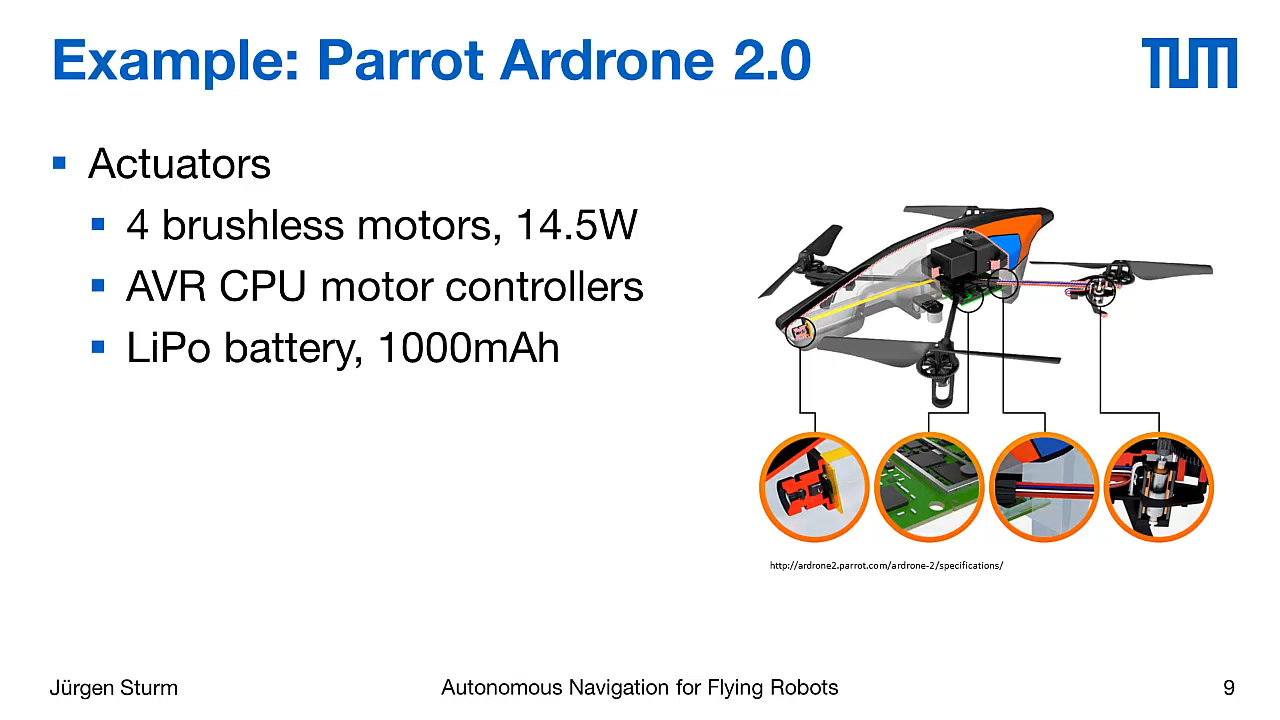 Example: Parrot Ardrone 2.0
TUM
Actuators
4 brushless motors, 14.5W
AVR CPU motor controllers
LiPo battery, 1000mAh
http://ardrone2.parrot.com/ardrone-2/specifications/
Jürgen Sturm
Autonomous Navigation for Flying Robots
9